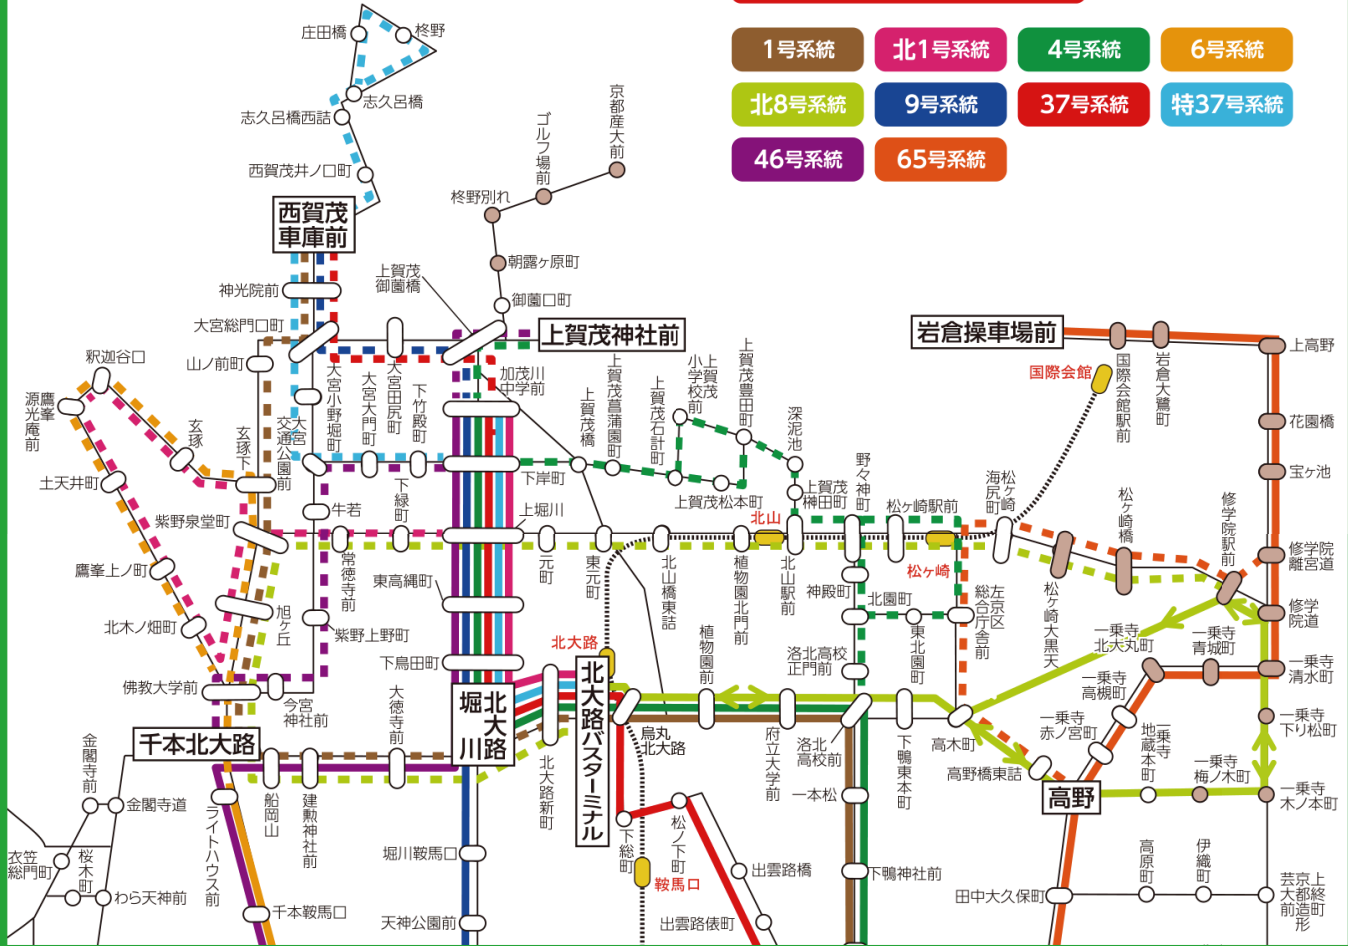 1号系統
北1号系統
4号系統
6号系統
北8号系統
9号系統
37号系統
特37号系統
46号系統
65号系統
庄田橋
柊野
志久呂橋
志久呂橋西詰
西賀茂井ノ口町
西賀茂
車庫前
京都産大前
ゴルフ場前
柊野別れ
朝露ヶ原町
御薗口町
上賀茂
御薗橋
上賀茂神社前
神光院前
大宮総門口町
山ノ前町
釈迦谷口
鷹峯
源光庵前
土天井町
玄琢
玄琢下
大宮
交通公園前
大宮小野堀町
大宮大門町
大宮田尻町
下竹殿町
加茂川
中学前
上賀茂橋
上賀茂菖蒲園町
上賀茂石計町
上賀茂
小学校前
上賀茂豊田町
深泥池
上賀茂松本町
上賀茂
榊田町
野々神町
松ヶ崎駅前
松ヶ崎
海尻町
松ヶ崎橋
修学院駅前
岩倉操車場前
国際会館
国際会館駅前
岩倉大鷺町
上高野
花園橋
宝ヶ池
修学院
離宮道
修学
院道
一乗寺
清水町
一乗寺
下り松町
一乗寺
木ノ本町
紫野泉堂町
牛若
下緑町
下岸町
上堀川
鷹峯上ノ町
北木ノ畑町
旭ヶ丘
常徳寺前
東高縄町
紫野上野町
下鳥田町
元町
東元町
北山橋東詰
北山
植物園北門前
北山駅前
松ヶ崎
神殿町
北園町
東北園町
左京区
総合庁舎前
松ヶ崎大黒天
一乗寺
北大丸町
一乗寺
青城町
一乗寺
高槻町
一乗寺
赤ノ宮町
一乗寺
地蔵本町
一乗寺
梅ノ木町
佛教大学前
今宮
神社前
大徳寺前
北大路
堀川
北大路
北大路バスターミナル
植物園前
洛北高校
正門前
烏丸
北大路
府立大学前
洛北
高校前
下鴨東本町
高木町
高野橋東詰
高野
千本北大路
金閣寺前
金閣寺道
ライトハウス前
船岡山
建勲神社前
北大路新町
下総町
松ノ下町
一本松
堀川鞍馬口
鞍馬口
出雲路橋
下鴨神社前
衣笠
総門町
桜木町
わら天神前
千本鞍馬口
天神公園前
出雲路俵町
田中大久保町
高原町
伊織町
上終町
京都造形
芸大前